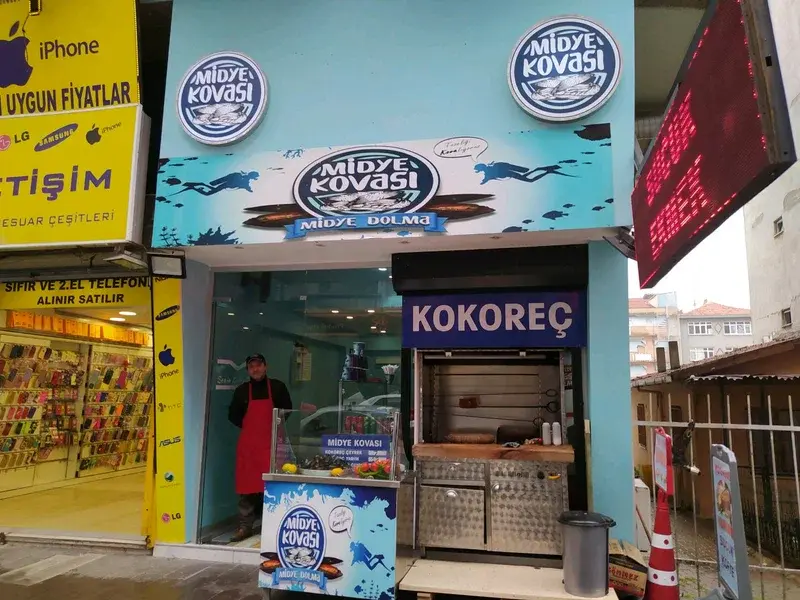 iPhone
UYGUN FİYATLAR
LG
SAMSUNG
iPhone
TİŞİM
ESUAR ÇEŞİTLERİ
SIFIR VE 2.EL TELEFON
ALINIR SATILIR
SAMSUNG
iPhone
HTC
ASUS
LG
MİDYE
KOVASI
MİDYE
KOVASI
MİDYE
KOVASI
MİDYE DOLMA
KOKOREÇ
MİDYE KOVASI
MİDYE
KOVASI
MİDYE DOLMA